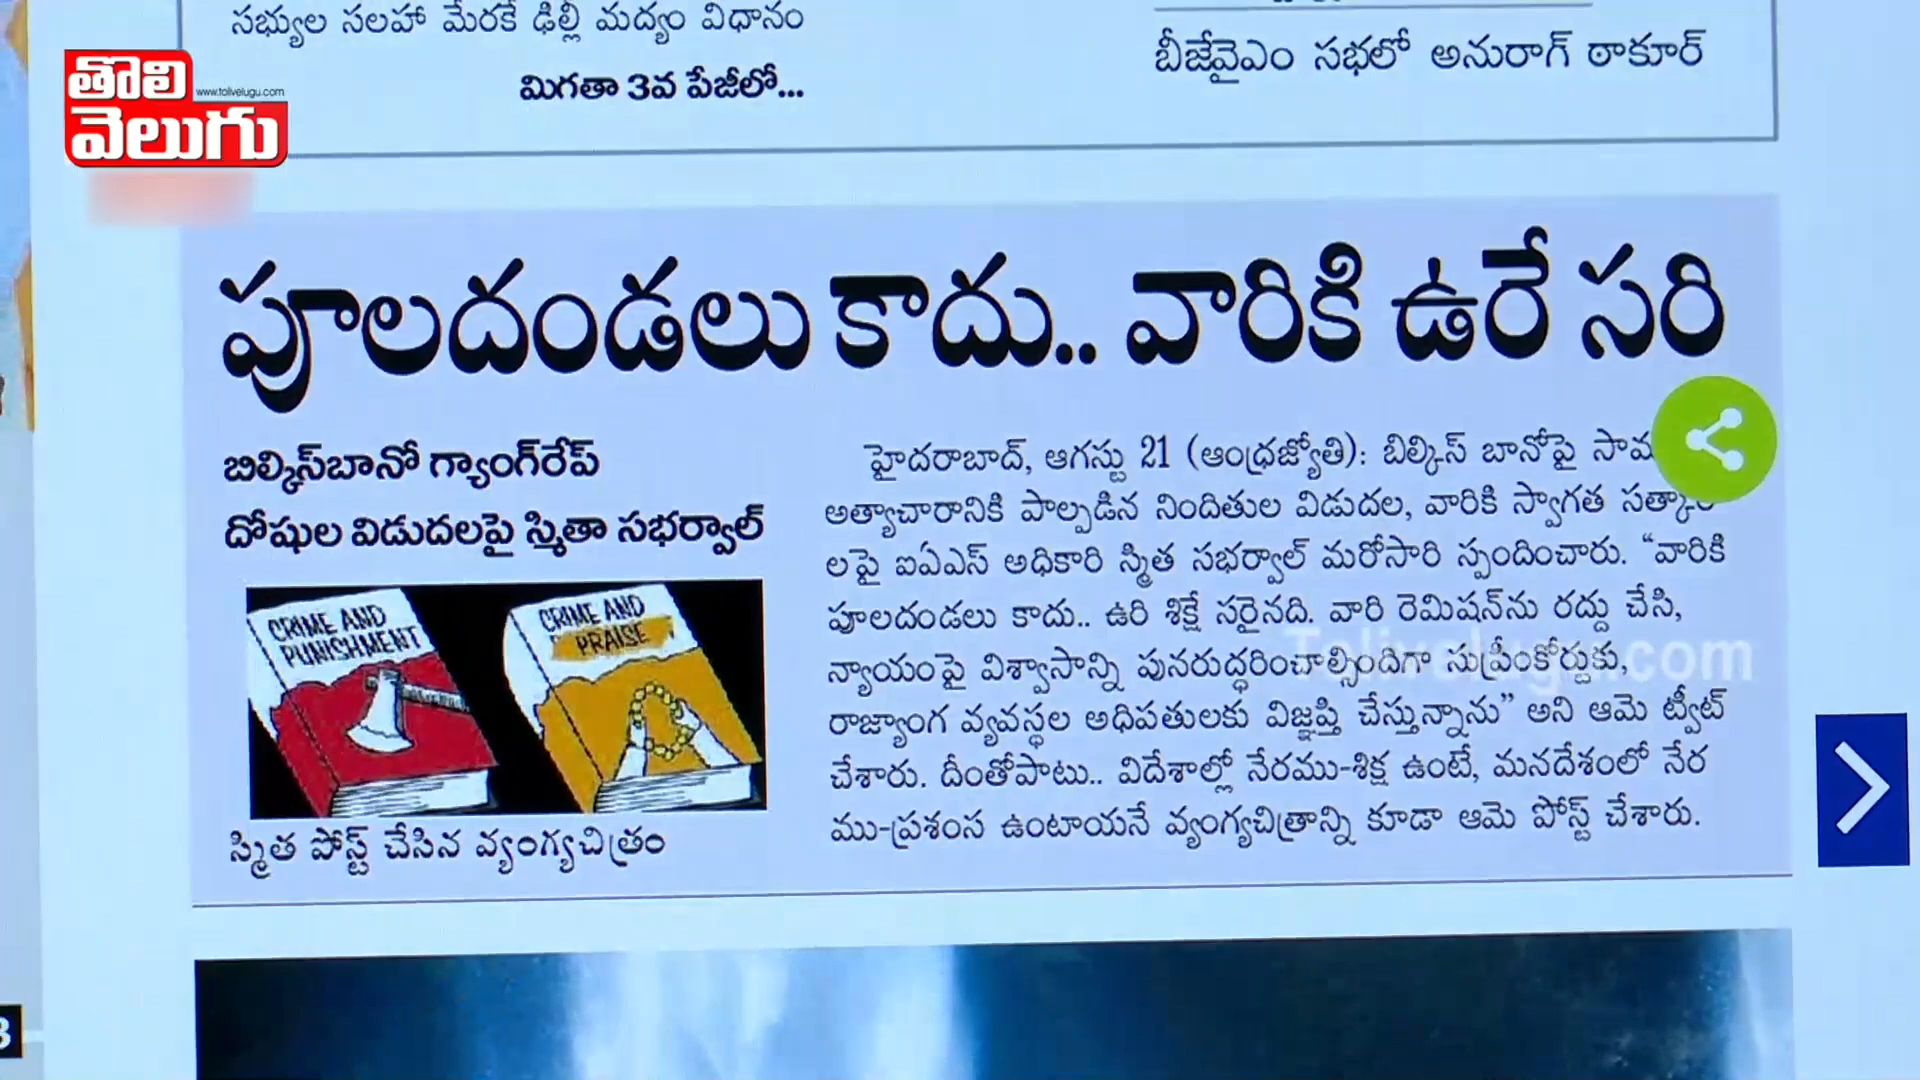 సభ్యుల సలహా మేరకే ఢిల్లీ మద్యం విధానం
మిగతా 3వ పేజీలో...
బీజేవైఎం సభలో అనురాగ్ ఠాకూర్
తొలి
www.tolivelugu.com
వెలుగు
పూలదండలు కాదు.. వారికి ఉరే సరి
బిల్కిస్‌బానో గ్యాంగ్‌రేప్
దోషుల విడుదలపై స్మితా సభర్వాల్
CRIME AND
PUNISHMENT
CRIME AND
PRAISE
స్మిత పోస్ట్ చేసిన వ్యంగ్యచిత్రం
హైదరాబాద్, ఆగస్టు 21 (ఆంధ్రజ్యోతి): బిల్కిస్ బానోపై
అత్యాచారానికి పాల్పడిన నిందితుల విడుదల, వారికి స్వాగత
లపై ఐఏఎస్ అధికారి స్మిత సభర్వాల్ మరోసారి స్పందించారు. “వారికి
పూలదండలు కాదు.. ఉరి శిక్షే సరైనది. వారి రెమిషన్‌ను రద్దు చేసి,
న్యాయంపై విశ్వాసాన్ని పునరుద్ధరించాల్సిందిగా సుప్రీంకోర్టుకు,
రాజ్యాంగ వ్యవస్థల అధిపతులకు విజ్ఞప్తి చేస్తున్నాను” అని ఆమె ట్వీట్
చేశారు. దీంతోపాటు.. విదేశాల్లో నేరము-శిక్ష ఉంటే, మనదేశంలో నేర
ము-ప్రశంస ఉంటాయనే వ్యంగ్యచిత్రాన్ని కూడా ఆమె పోస్ట్ చేశారు.
Tolivelugu.com
3